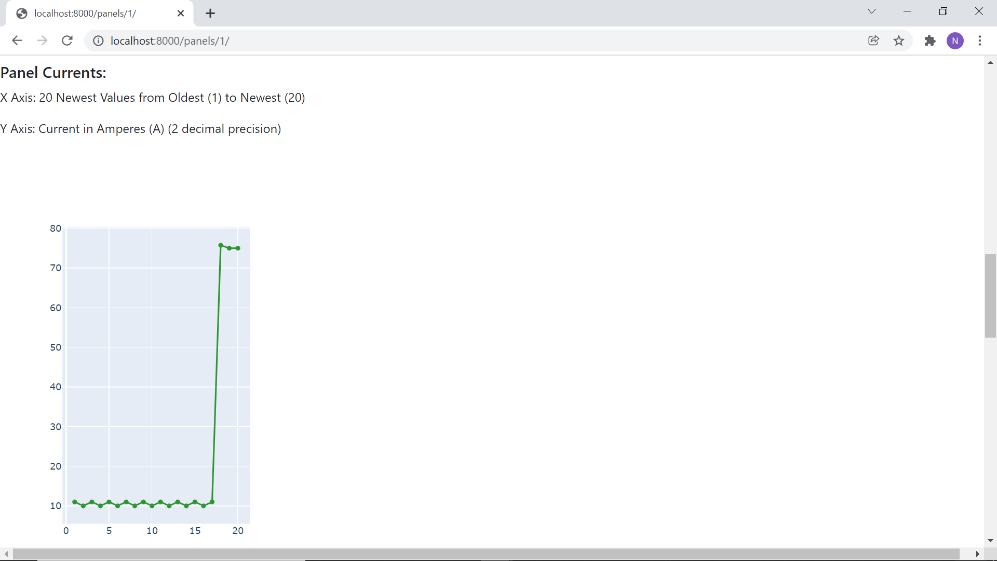 localhost:8000/panels/1/
localhost:8000/panels/1/
N
Panel Currents:
X Axis: 20 Newest Values from Oldest (1) to Newest (20)
Y Axis: Current in Amperes (A) (2 decimal precision)
80
70
60
50
40
30
20
10
0 5 10 15 20